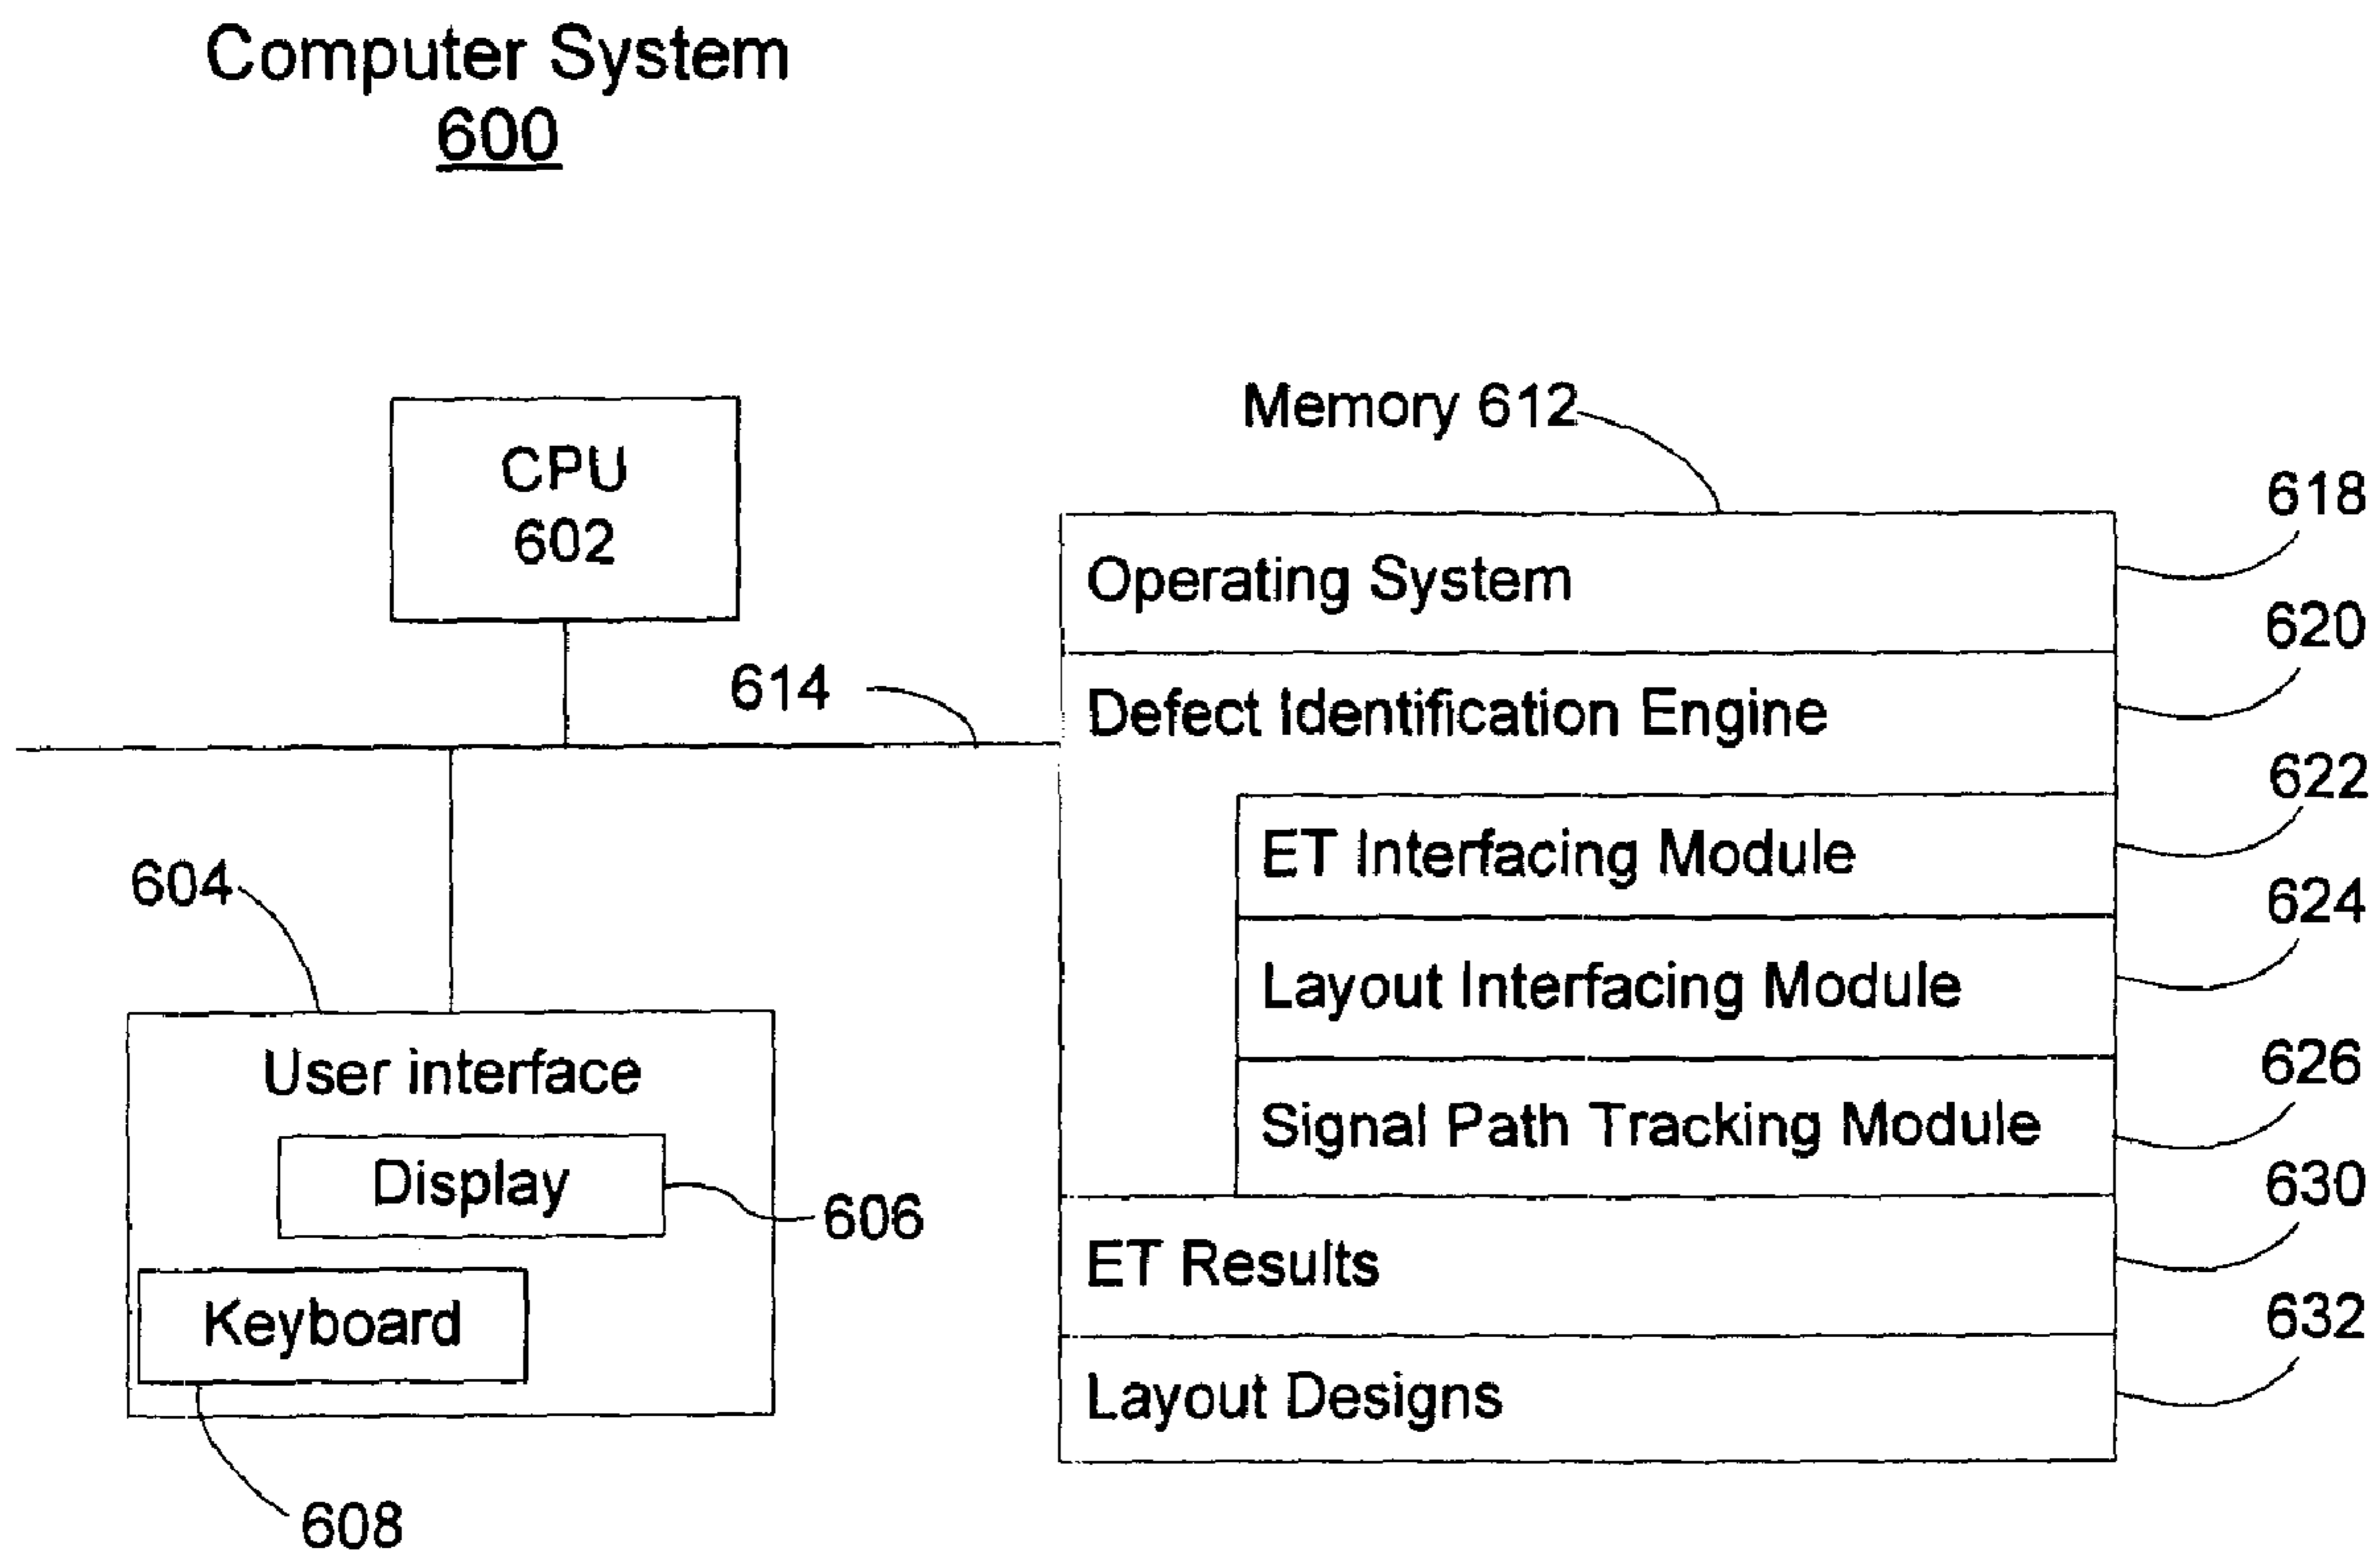 Computer System
600
CPU
602
Memory 612
618
Operating System
620
614
Defect Identification Engine
622
ET Interfacing Module
604
624
Layout Interfacing Module
User interface
626
Signal Path Tracking Module
Display
606
630
ET Results
Keyboard
632
Layout Designs
608